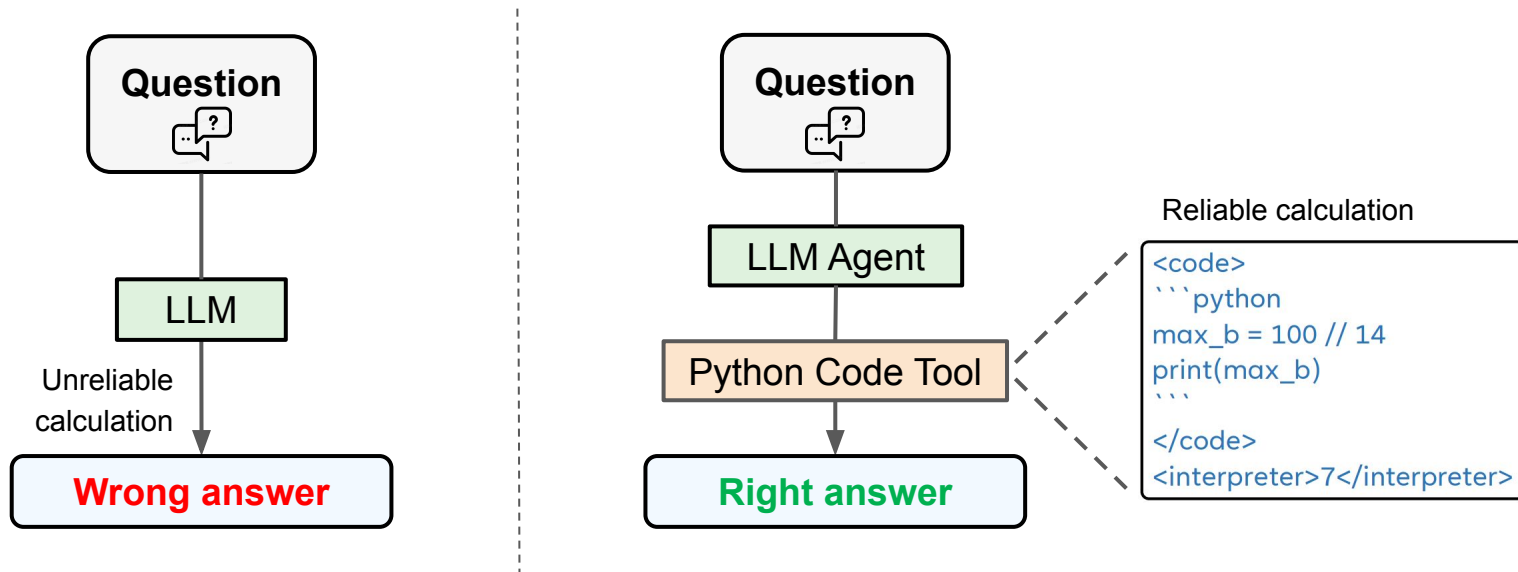 Question
?
..
LLM
Unreliable
calculation
Wrong answer
Question
?
..
LLM Agent
Python Code Tool
Right answer
Reliable calculation
<code>
```python
max_b = 100 // 14
print(max_b)
```
</code>
<interpreter>7</interpreter>